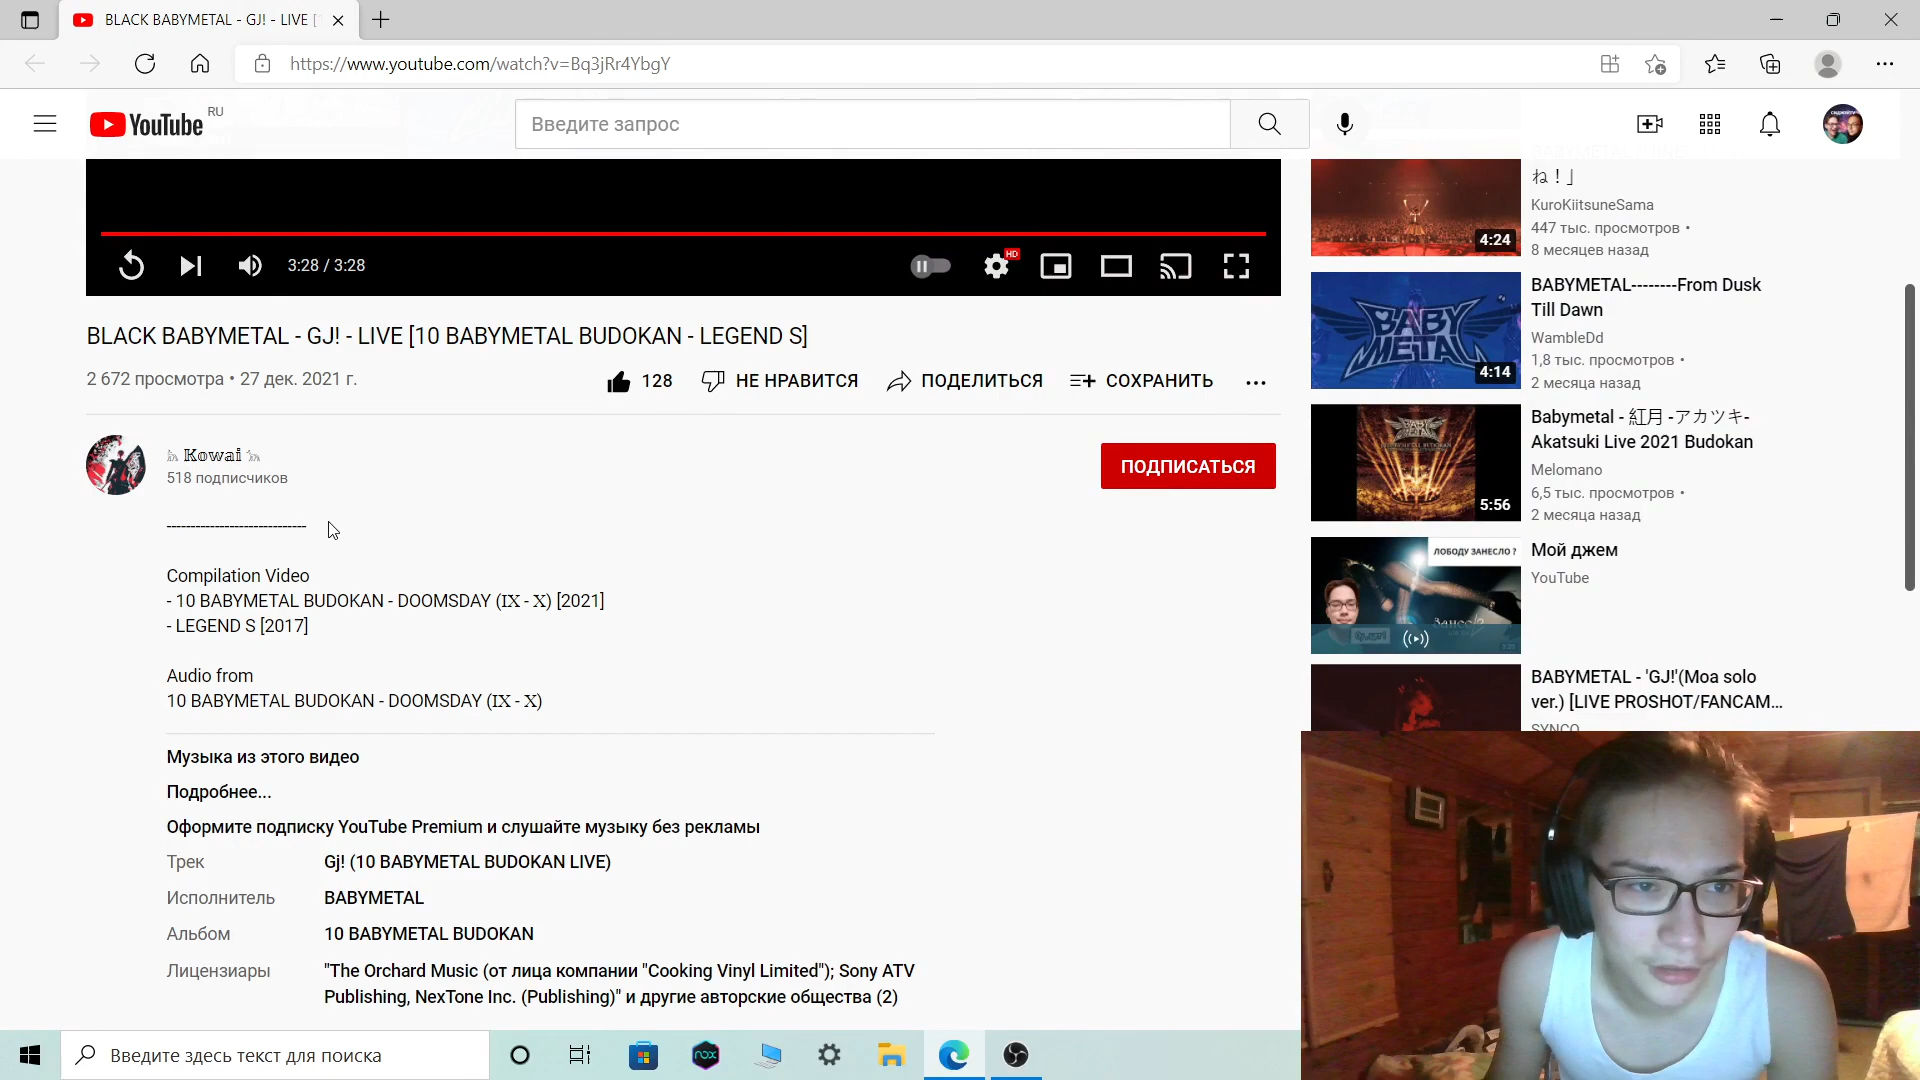 BLACK BABYMETAL - GJ! - LIVE [
https://www.youtube.com/watch?v=Bq3jRr4YbgY
YouTube RU
Введите запрос
3:28 / 3:28
HD
BLACK BABYMETAL - GJ! - LIVE [10 BABYMETAL BUDOKAN - LEGEND S]
2 672 просмотра • 27 дек. 2021 г.
128
НЕ НРАВИТСЯ
ПОДЕЛИТЬСЯ
СОХРАНИТЬ
𝕂𝕠𝕨𝕒𝕚
518 подписчиков
ПОДПИСАТЬСЯ
-----------------------------
Compilation Video
- 10 BABYMETAL BUDOKAN - DOOMSDAY (IX - X) [2021]
- LEGEND S [2017]
Audio from
10 BABYMETAL BUDOKAN - DOOMSDAY (IX - X)
Музыка из этого видео
Подробнее...
Оформите подписку YouTube Premium и слушайте музыку без рекламы
Трек Gj! (10 BABYMETAL BUDOKAN LIVE)
Исполнитель BABYMETAL
Альбом 10 BABYMETAL BUDOKAN
Лицензиары "The Orchard Music (от лица компании "Cooking Vinyl Limited"); Sony ATV
Publishing, NexTone Inc. (Publishing)" и другие авторские общества (2)
ね！」
KuroKiitsuneSama
447 тыс. просмотров •
8 месяцев назад
4:24
BABYMETAL--------From Dusk
Till Dawn
WambleDd
1,8 тыс. просмотров •
2 месяца назад
BABY METAL
4:14
Babymetal - 紅月 -アカツキ-
Akatsuki Live 2021 Budokan
Melomano
6,5 тыс. просмотров •
2 месяца назад
5:56
Мой джем
YouTube
ЛОБОДУ ЗАНЕСЛО ?
BABYMETAL - 'GJ!'(Moa solo
ver.) [LIVE PROSHOT/FANCAM...
SYNCO
Введите здесь текст для поиска
nox